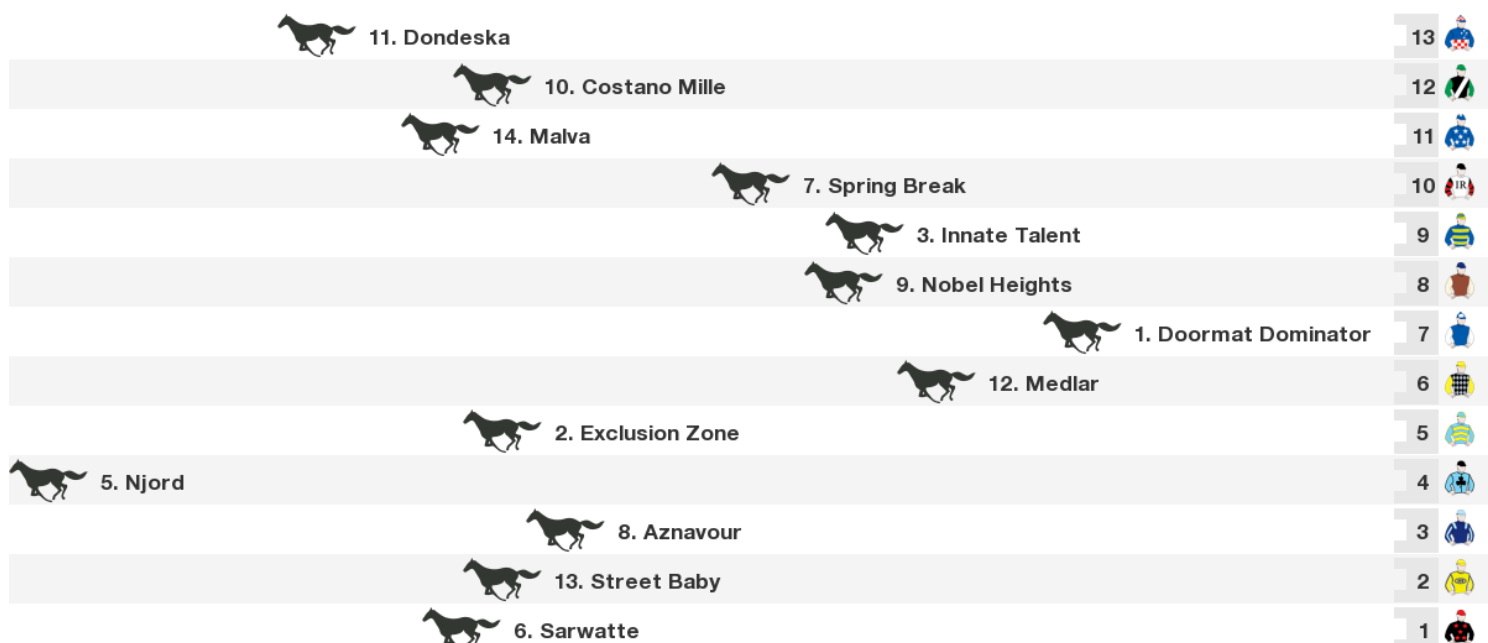 11. Dondeska 13
10. Costano Mille 12
14. Malva 11
7. Spring Break 10 IR
3. Innate Talent 9
9. Nobel Heights 8
1. Doormat Dominator 7
12. Medlar 6
2. Exclusion Zone 5
5. Njord 4
8. Aznavour 3
13. Street Baby 2
6. Sarwatte 1